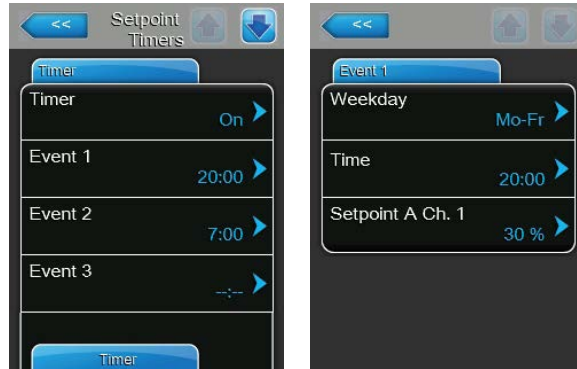 <<
Setpoint
Timers
Timer
Timer
On
Event 1
20:00
Event 2
7:00
Event 3
--:--
Timer
<<
Event 1
Weekday
Mo-Fr
Time
20:00
Setpoint A Ch. 1
30 %